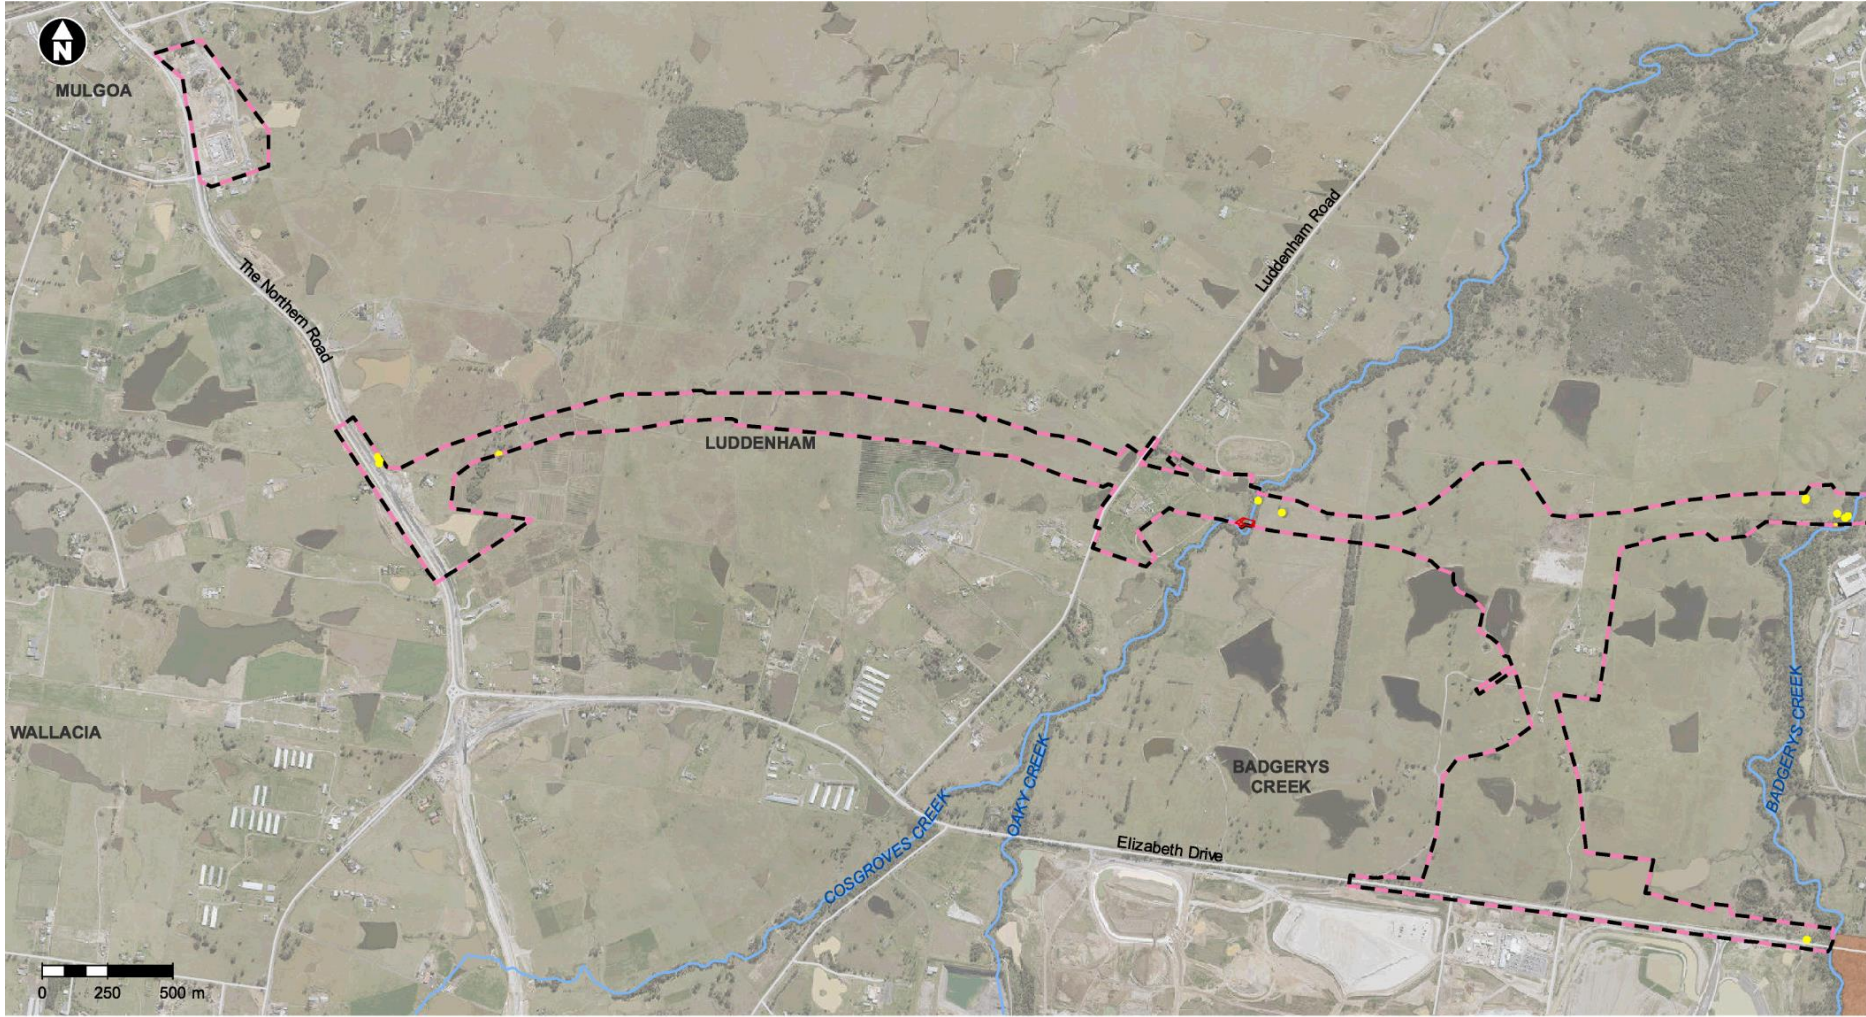 N
MULGOA
The Northern Road
Luddenham Road
LUDDENHAM
WALLACIA
BADGERYS
CREEK
BADGERYS CREEK
OAKY CREEK
COSGROVES CREEK
Elizabeth Drive
0 250 500 m